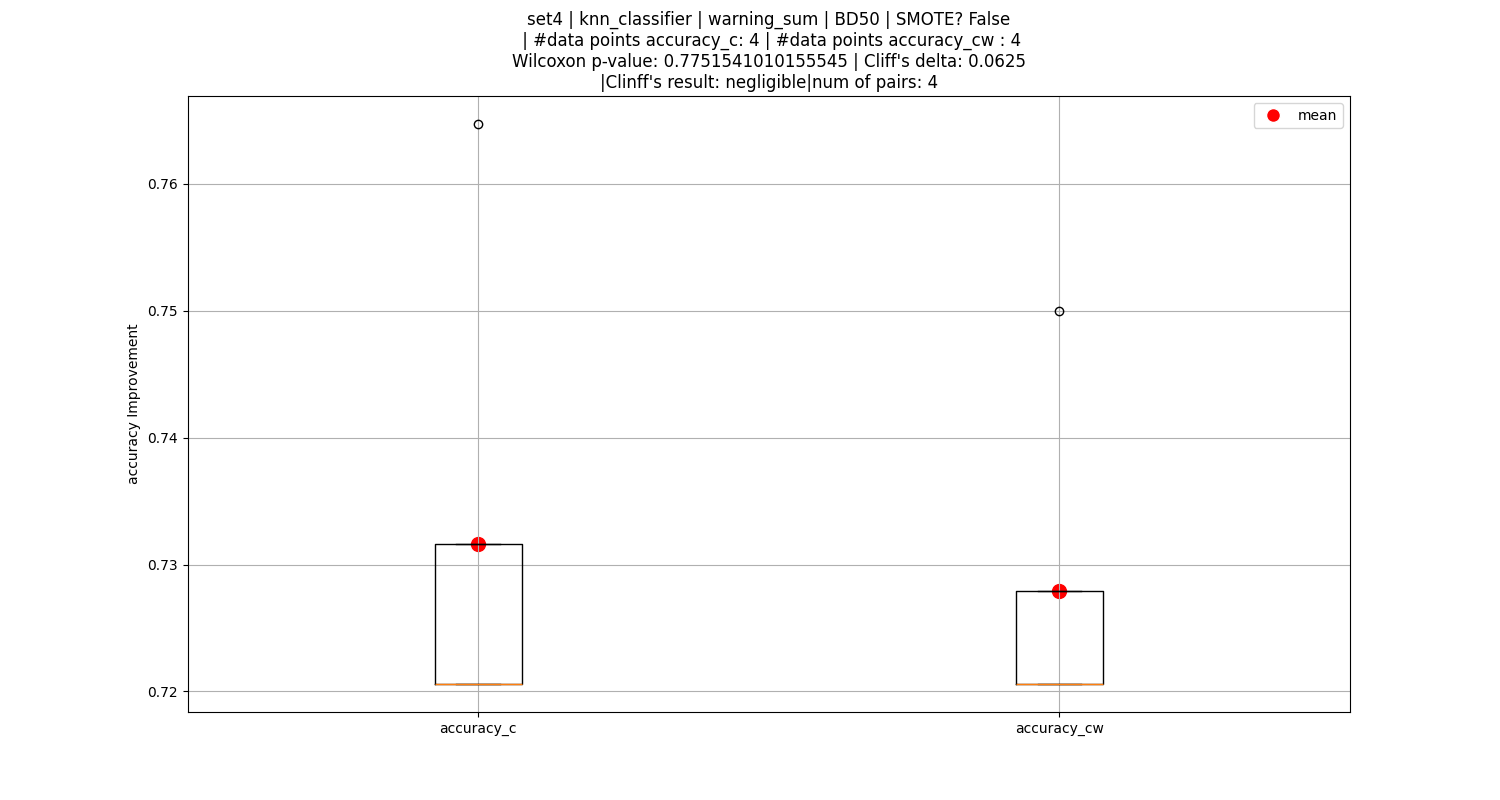 set4 | knn_classifier | warning_sum | BD50 | SMOTE? False
| #data points accuracy_c: 4 | #data points accuracy_cw : 4
Wilcoxon p-value: 0.7751541010155545 | Cliff's delta: 0.0625
|Clinff's result: negligible|num of pairs: 4
mean
0.76
0.75
0.74
0.73
0.72
accuracy Improvement
accuracy_c
accuracy_cw